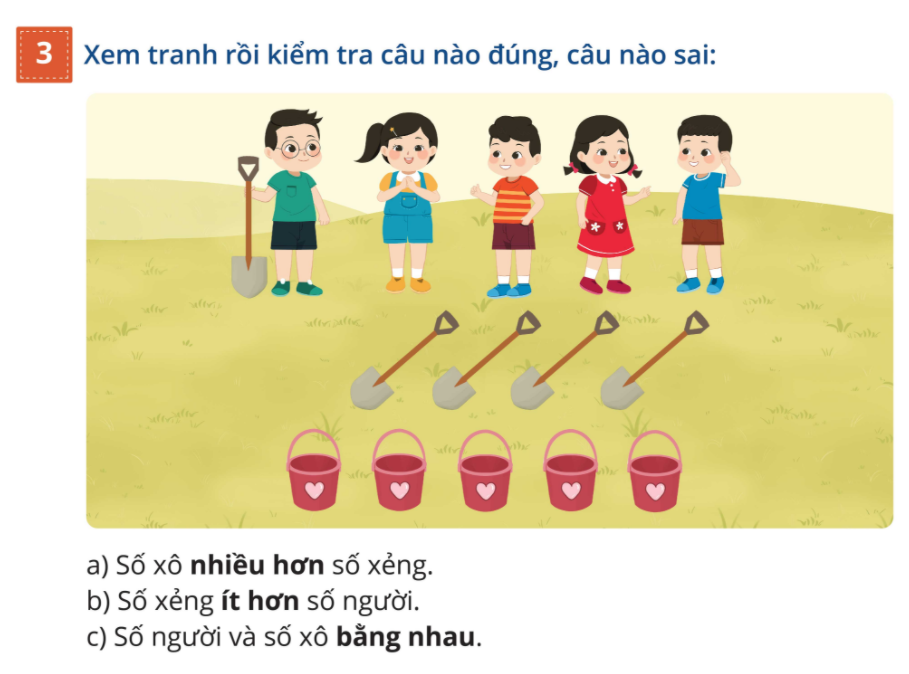 3 Xem tranh rồi kiểm tra câu nào đúng, câu nào sai:
a) Số xô nhiều hơn số xẻng.
b) Số xẻng ít hơn số người.
c) Số người và số xô bằng nhau.